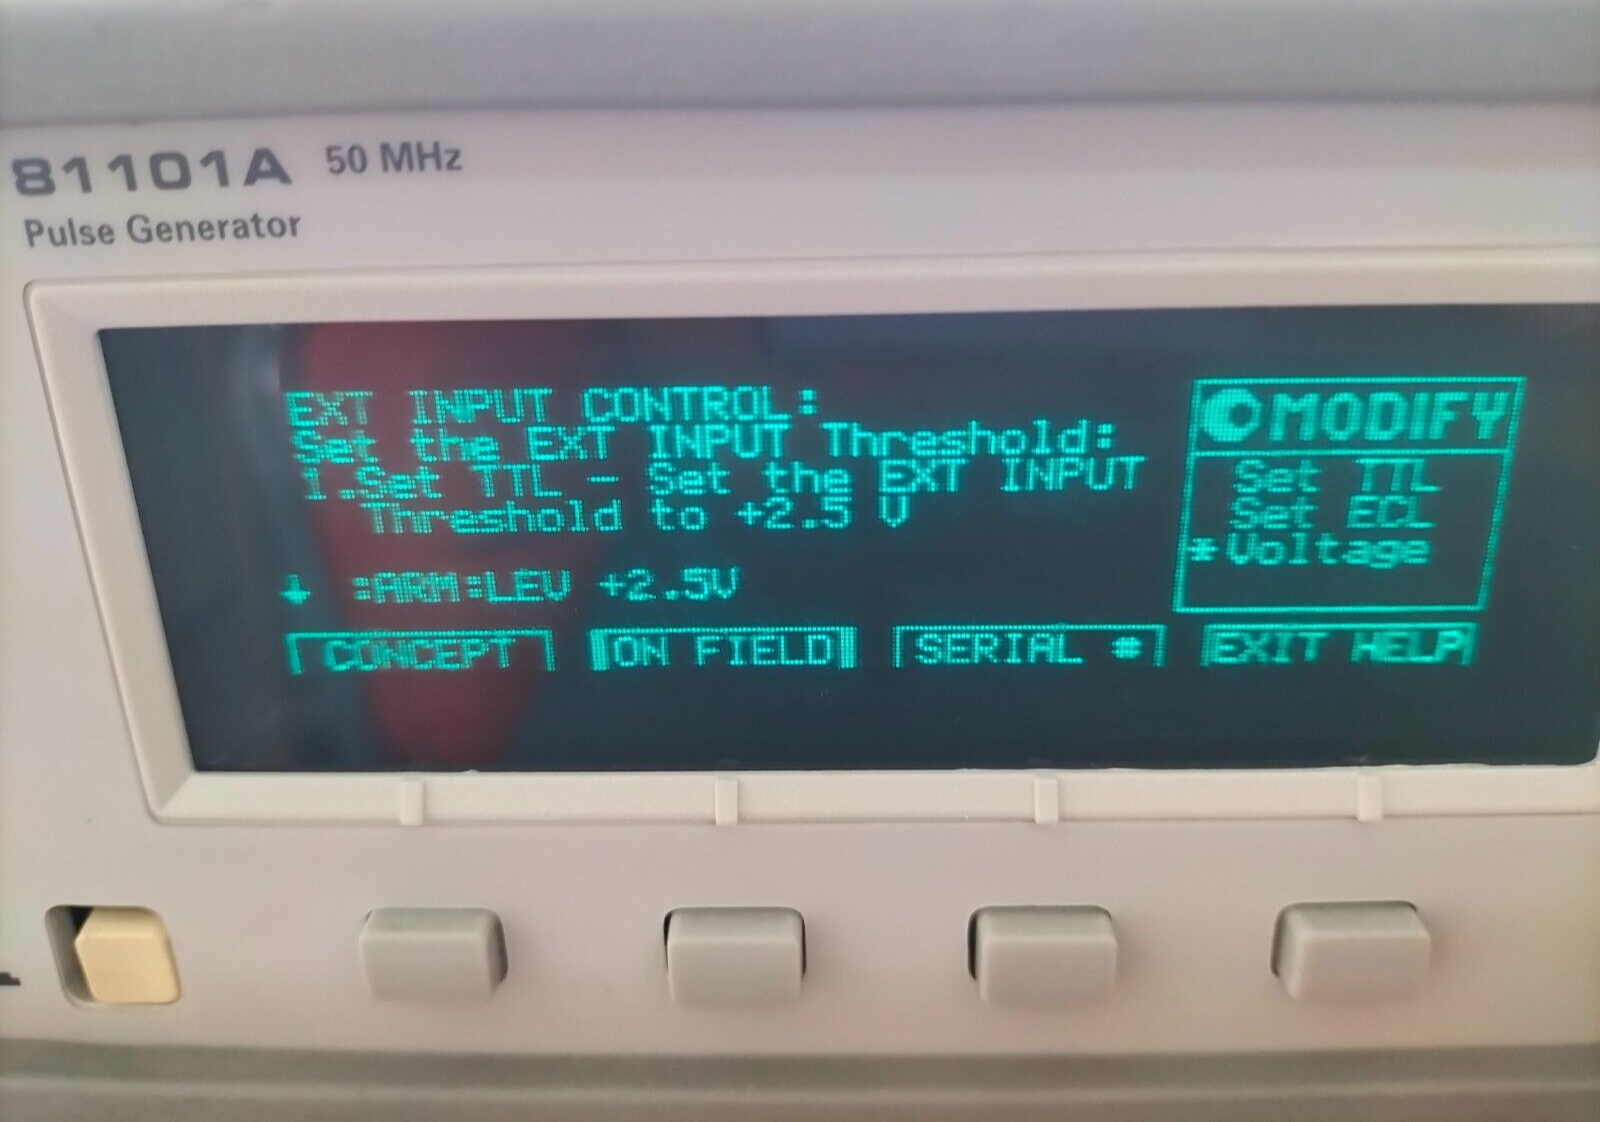 81101A 50 MHz
Pulse Generator
EXT INPUT CONTROL:
Set the EXT INPUT Threshold:
1.Set TTL - Set the EXT INPUT
Threshold to +2.5 V
↓ :ARM:LEV +2.5V
MODIFY
Set TTL
Set ECL
*Voltage
CONCEPT ON FIELD SERIAL # EXIT HELP